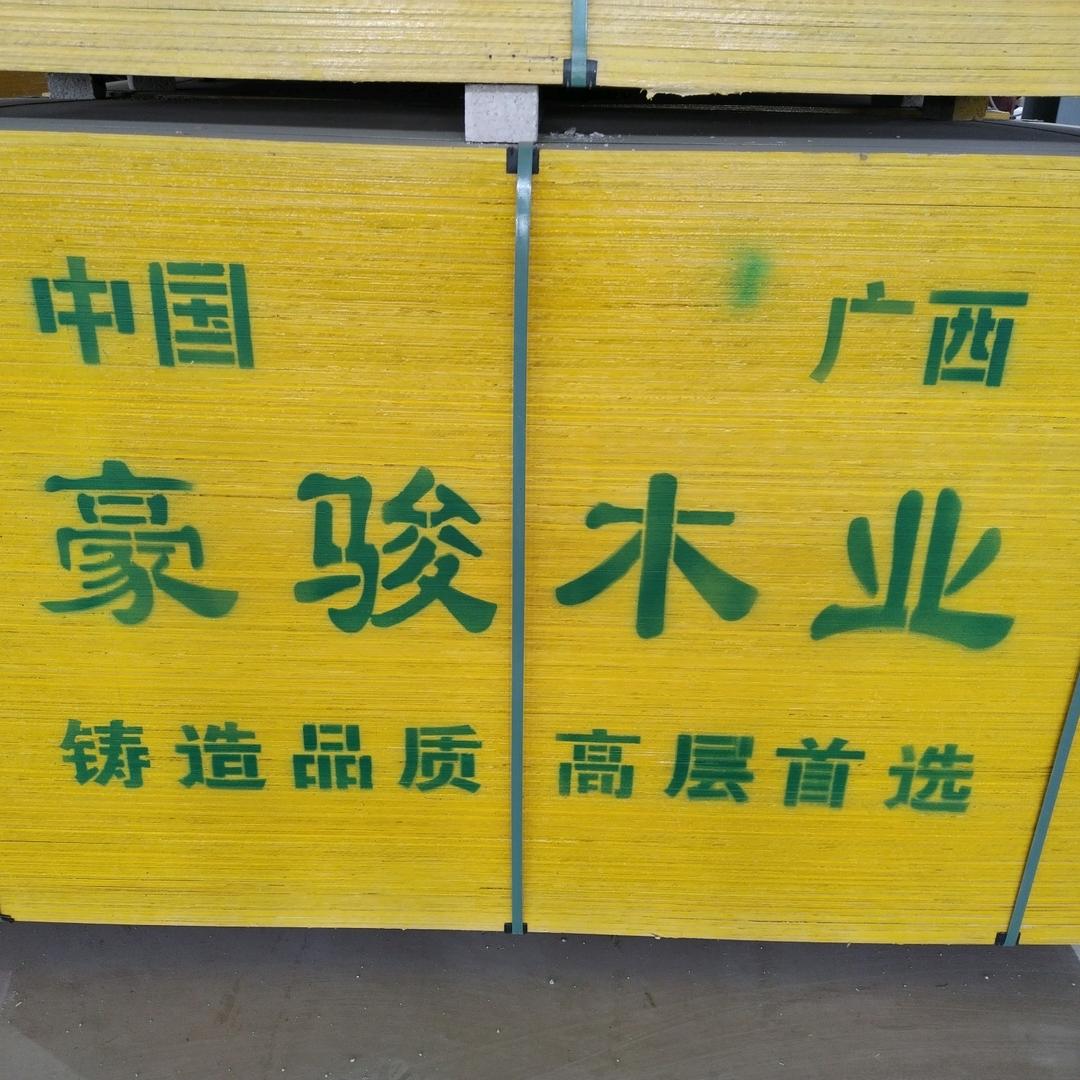 中国 广西
豪骏木业
铸造品质 高层首选